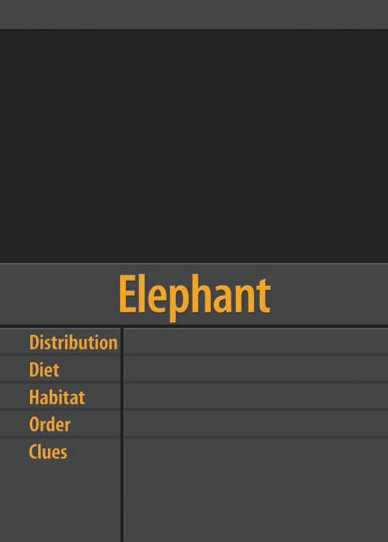 Elephant
Distribution
Diet
Habitat
Order
Clues